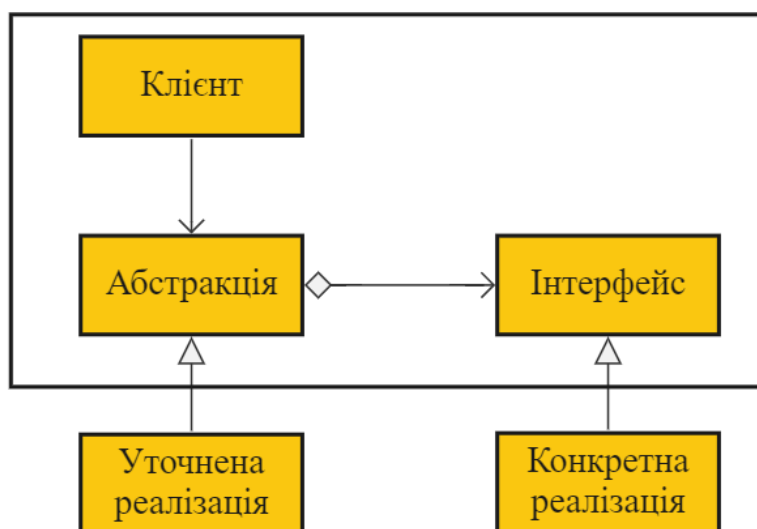 Клієнт
Абстракція
Інтерфейс
Уточнена
реалізація
Конкретна
реалізація